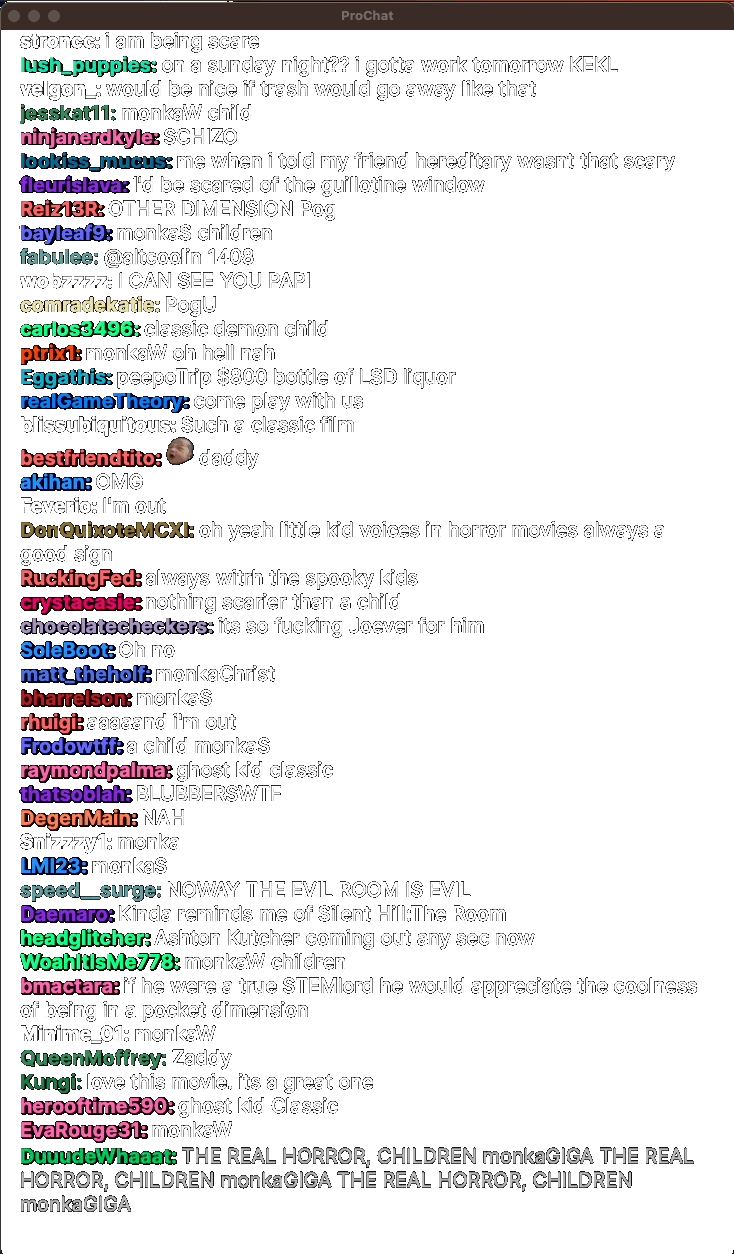 ProChat
stroncc: i am being scare
lush_puppies: on a sunday night?? i gotta work tomorrow KEKL
velgon_: would be nice if trash would go away like that
jesskat11: monkaW child
ninjanerdkyle: SCHIZO
lookiss_mucus: me when i told my friend hereditary wasnt that scary
fleurislava: I'd be scared of the guillotine window
Reiz13R: OTHER DIMENSION Pog
bayleaf9: monkaS children
fabulee: @aitcoolin 1408
wobzzzz: I CAN SEE YOU PAPI
comradekatie: PogU
carlos3496: classic demon child
ptrix1: monkaW oh hell nah
Eggathis: peepoTrip $800 bottle of LSD liquor
realGameTheory: come play with us
blissubiquitous: Such a classic film
bestfriendtito: daddy
akihan: OMG
Feverio: I'm out
DonQuixoteMCXI: oh yeah little kid voices in horror movies always a
good sign
RuckingFed: always witrh the spooky kids
crystacasie: nothing scarier than a child
chocolatecheckers: its so fucking Joever for him
SoleBoot: Oh no
matt_theholf: monkaChrist
bharrelson: monkaS
rhuigi: aaaaand i'm out
Frodowtff: a child monkaS
raymondpalma: ghost kid classic
thatsoblah: BLUBBERSWTF
DegenMain: NAH
Snizzzy1: monka
LMI23: monkaS
speed__surge: NOWAY THE EVIL ROOM IS EVIL
Daemaro: Kinda reminds me of Silent Hill:The Room
headglitcher: Ashton Kutcher coming out any sec now
WoahItIsMe778: monkaW children
bmactara: if he were a true STEMlord he would appreciate the coolness
of being in a pocket dimension
Minime_01: monkaW
QueenMoffrey: Zaddy
Kungi: love this movie, its a great one
herooftime590: ghost kid Classic
EvaRouge31: monkaW
DuuudeWhaaat: THE REAL HORROR, CHILDREN monkaGIGA THE REAL
HORROR, CHILDREN monkaGIGA THE REAL HORROR, CHILDREN
monkaGIGA